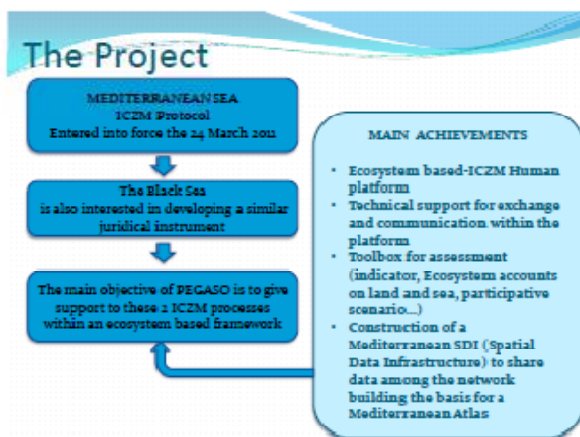 The Project
MEDITERRANEAN SEA
ICZM Protocol
Entered into force the 24 March 2011
The Black Sea
is also interested in developing a similar
juridical instrument
The main objective of PEGASO is to give
support to these 2 ICZM processes
within an ecosystem based framework
MAIN ACHIEVEMENTS
• Ecosystem based-ICZM Human
platform
• Technical support for exchange
and communication within the
platform
• Toolbox for assessment
(indicator, Ecosystem accounts
on land and sea, participative
scenario...)
• Construction of a
Mediterranean SDI (Spatial
Data Infrastructure) to share
data among the network
building the basis for a
Mediterranean Atlas